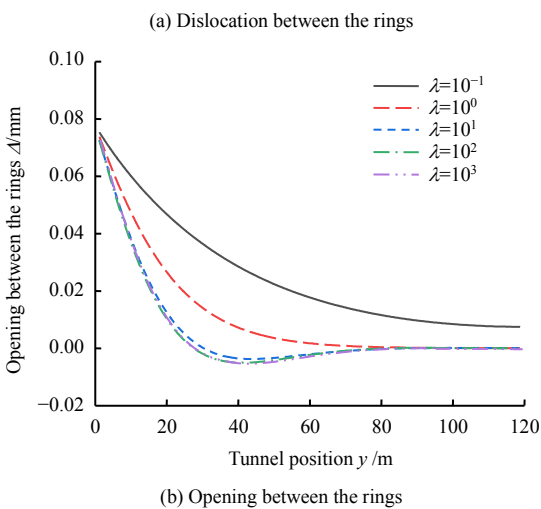 (a) Dislocation between the rings
0.10
0.08
0.06
0.04
0.02
0.00
−0.02
Opening between the rings Δ/mm
λ=10⁻¹
λ=10⁰
λ=10¹
λ=10²
λ=10³
0 20 40 60 80 100 120
Tunnel position y /m
(b) Opening between the rings